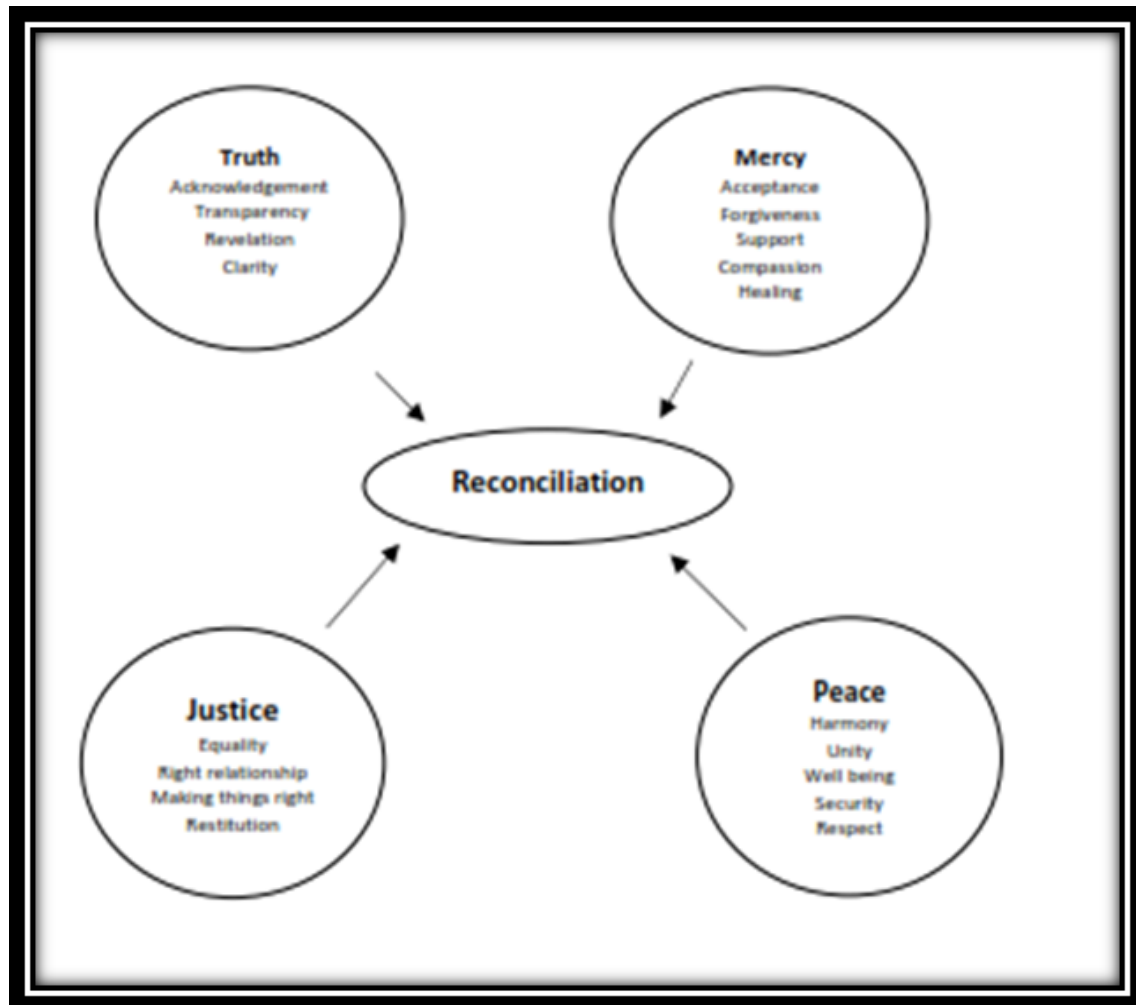 Truth
Acknowledgement
Transparency
Revelation
Clarity
Mercy
Acceptance
Forgiveness
Support
Compassion
Healing
Reconciliation
Justice
Equality
Right relationship
Making things right
Restitution
Peace
Harmony
Unity
Well being
Security
Respect